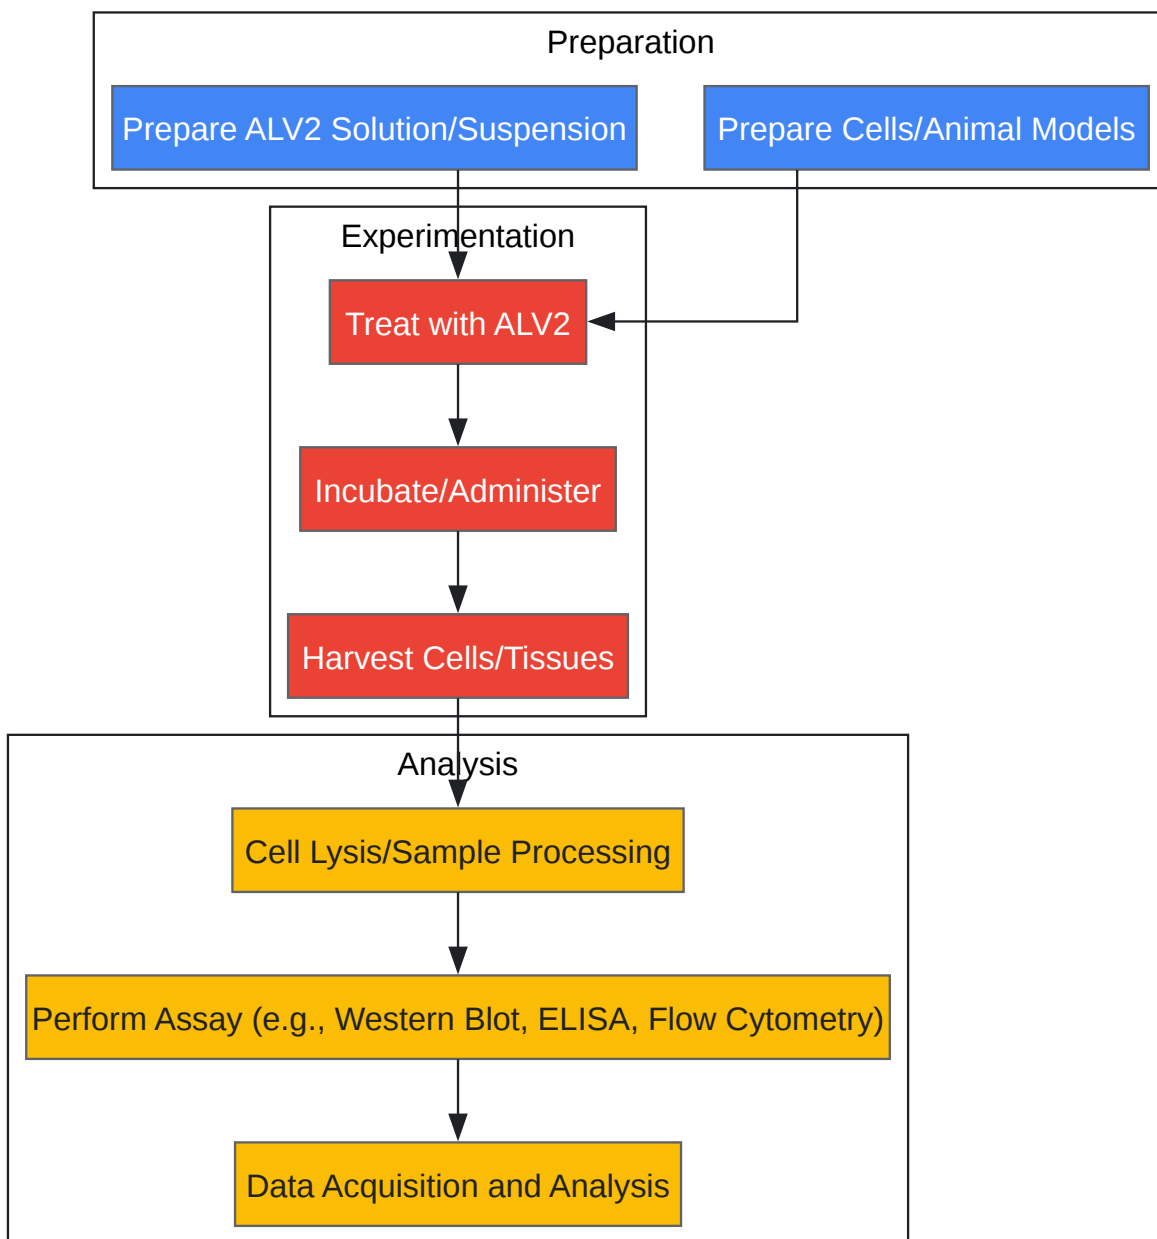 Preparation
Prepare ALV2 Solution/Suspension
Prepare Cells/Animal Models
Experimentation
Treat with ALV2
Incubate/Administer
Harvest Cells/Tissues
Analysis
Cell Lysis/Sample Processing
Perform Assay (e.g., Western Blot, ELISA, Flow Cytometry)
Data Acquisition and Analysis